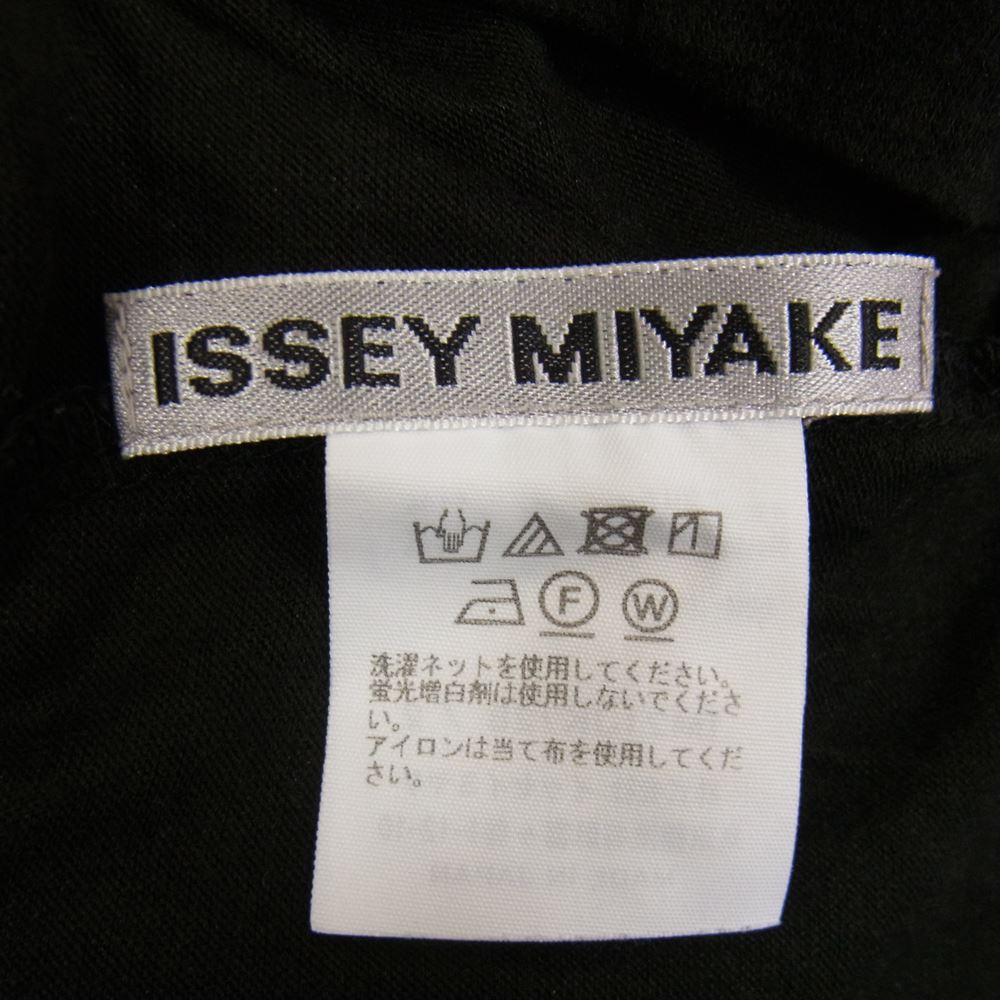 ISSEY MIYAKE
F W
洗濯ネットを使用してください。
蛍光増白剤は使用しないでくださ
い。
アイロンは当て布を使用してくだ
さい。